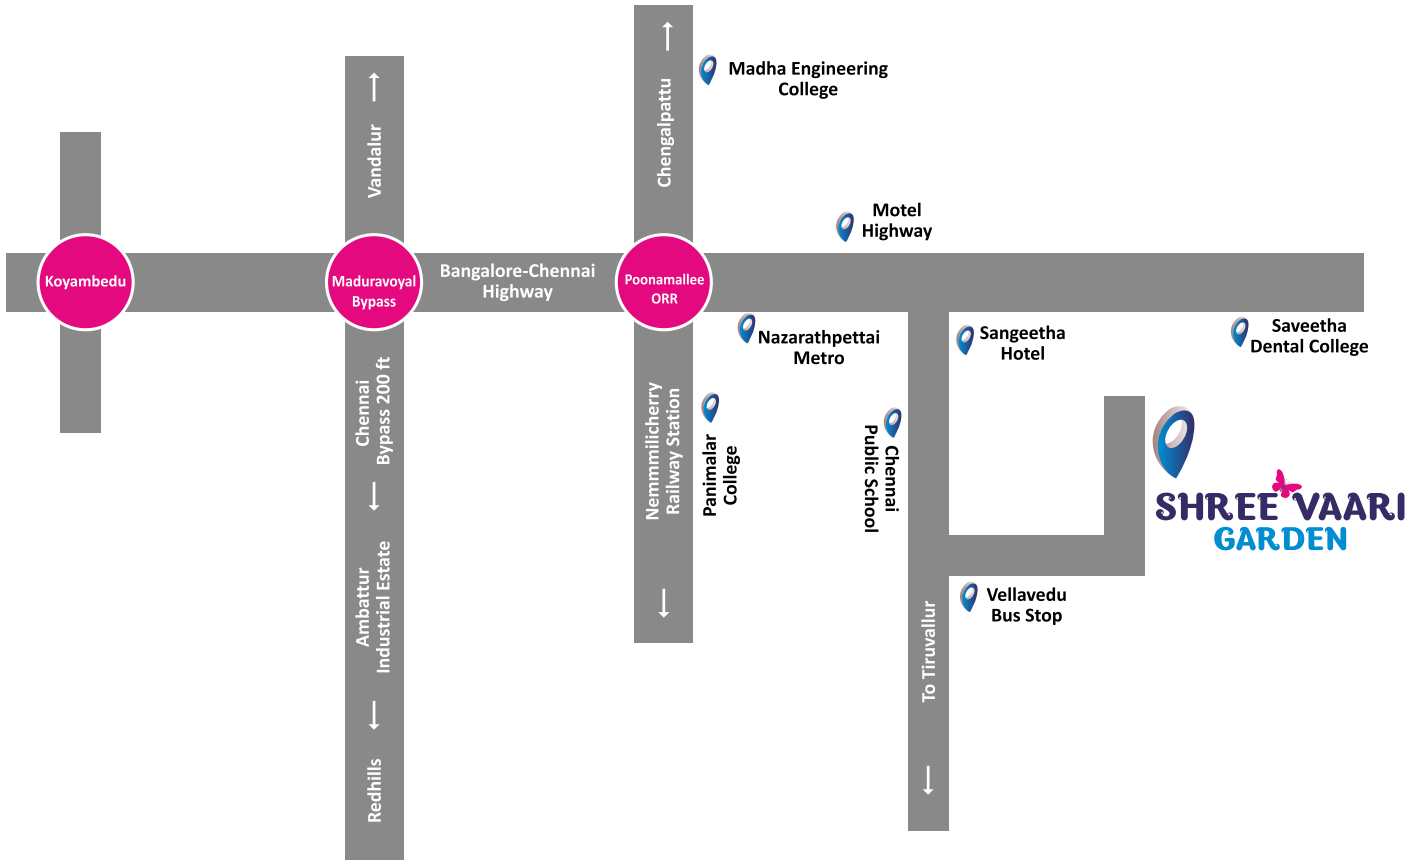 Madha Engineering
College
Chengalpattu
Vandalur
Motel
Highway
Koyambedu
Maduravoyal
Bypass
Bangalore-Chennai
Highway
Poonamallee
ORR
Nazarathpettai
Metro
Sangeetha
Hotel
Saveetha
Dental College
Chennai
Bypass 200 ft
Nemmmilicherry
Railway Station
Panimalar
College
Chennai
Public School
SHREE VAARI
GARDEN
Ambattur
Industrial Estate
Vellavedu
Bus Stop
To Tiruvallur
Redhills